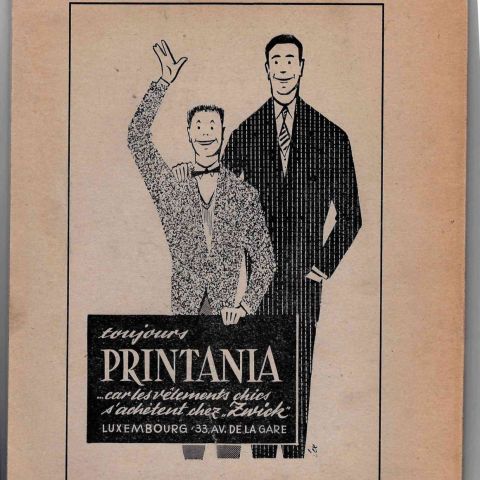 toujours
PRINTANIA
...car les vêtements chics
s'achètent chez „Zwick"
LUXEMBOURG · 33, AV. DE LA GARE